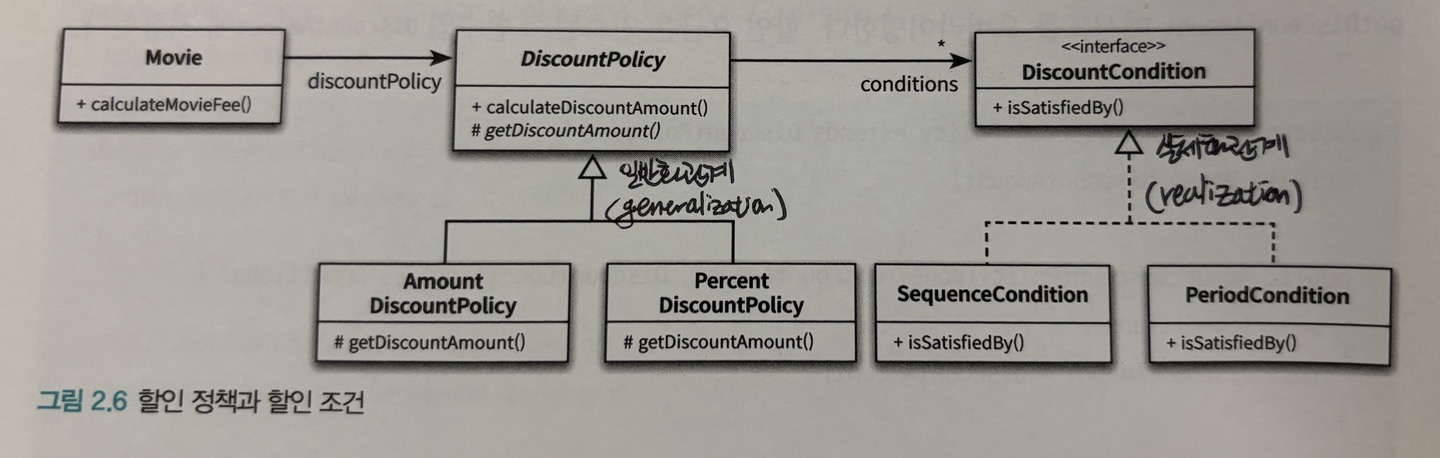 Movie
+ calculateMovieFee()
discountPolicy
DiscountPolicy
+ calculateDiscountAmount()
# getDiscountAmount()
*
conditions
<<interface>>
DiscountCondition
+ isSatisfiedBy()
일반화관계
(generalization)
실체화관계
(realization)
Amount
DiscountPolicy
# getDiscountAmount()
Percent
DiscountPolicy
# getDiscountAmount()
SequenceCondition
+ isSatisfiedBy()
PeriodCondition
+ isSatisfiedBy()
그림 2.6 할인 정책과 할인 조건